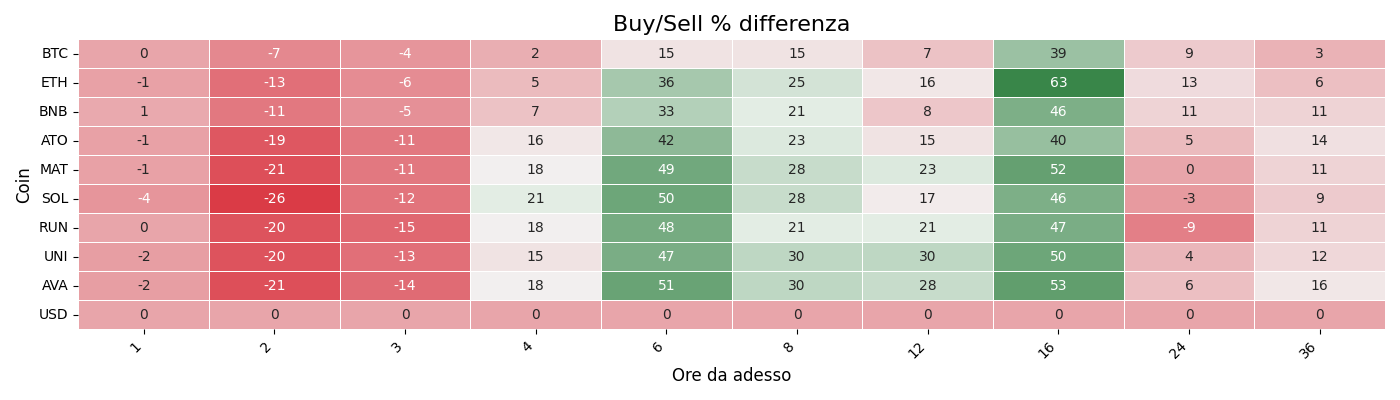 Buy/Sell % differenza
Coin
BTC 0 -7 -4 2 15 15 7 39 9 3
ETH -1 -13 -6 5 36 25 16 63 13 6
BNB 1 -11 -5 7 33 21 8 46 11 11
ATO -1 -19 -11 16 42 23 15 40 5 14
MAT -1 -21 -11 18 49 28 23 52 0 11
SOL -4 -26 -12 21 50 28 17 46 -3 9
RUN 0 -20 -15 18 48 21 21 47 -9 11
UNI -2 -20 -13 15 47 30 30 50 4 12
AVA -2 -21 -14 18 51 30 28 53 6 16
USD 0 0 0 0 0 0 0 0 0 0
1 2 3 4 6 8 12 16 24 36
Ore da adesso